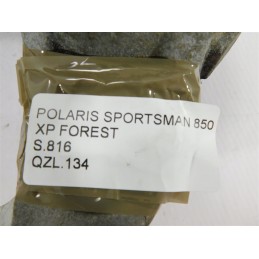 POLARIS SPORTSMAN 850
XP FOREST
S.816
QZL.134